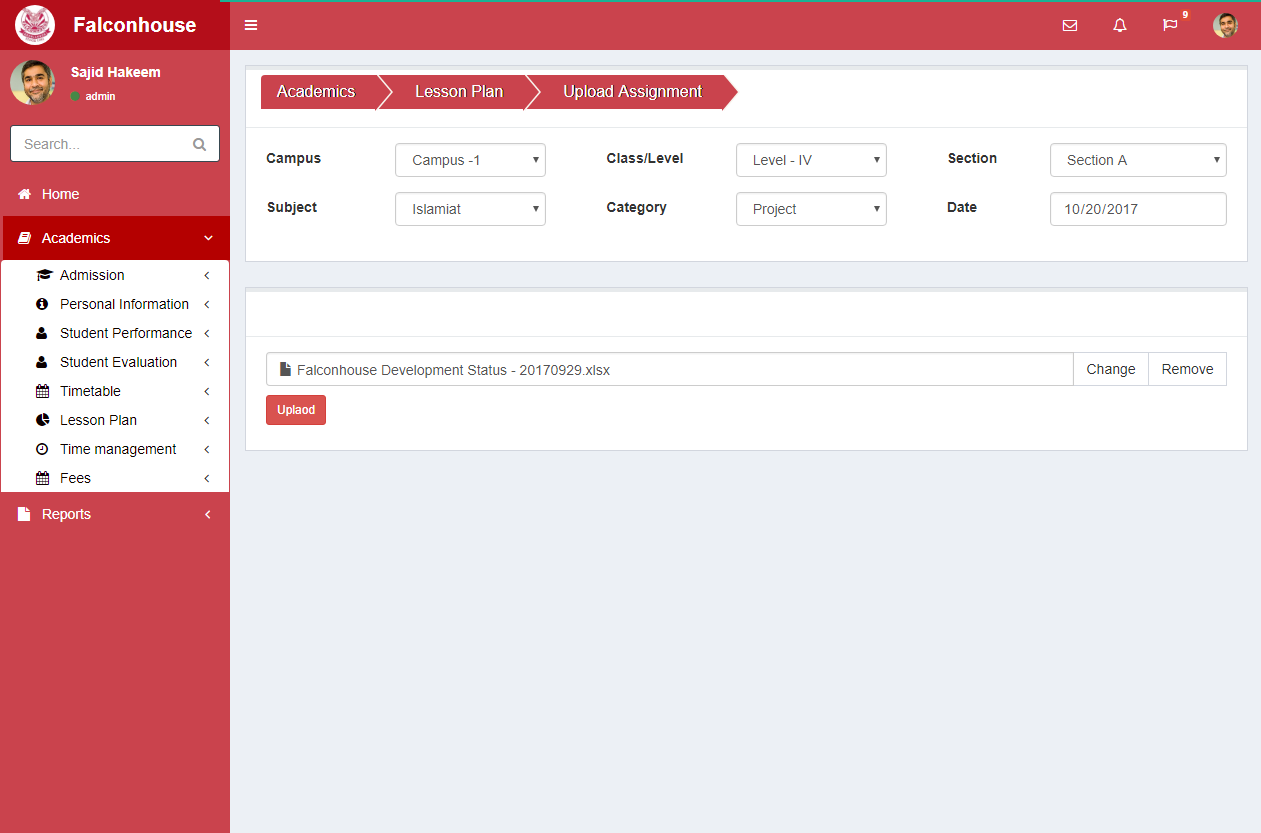 Falconhouse
9
Sajid Hakeem
admin
Search...
Home
Academics
Admission
Personal Information
Student Performance
Student Evaluation
Timetable
Lesson Plan
Time management
Fees
Reports
Academics Lesson Plan Upload Assignment
Campus Campus -1 Class/Level Level - IV Section Section A
Subject Islamiat Category Project Date 10/20/2017
Falconhouse Development Status - 20170929.xlsx Change Remove
Uplaod